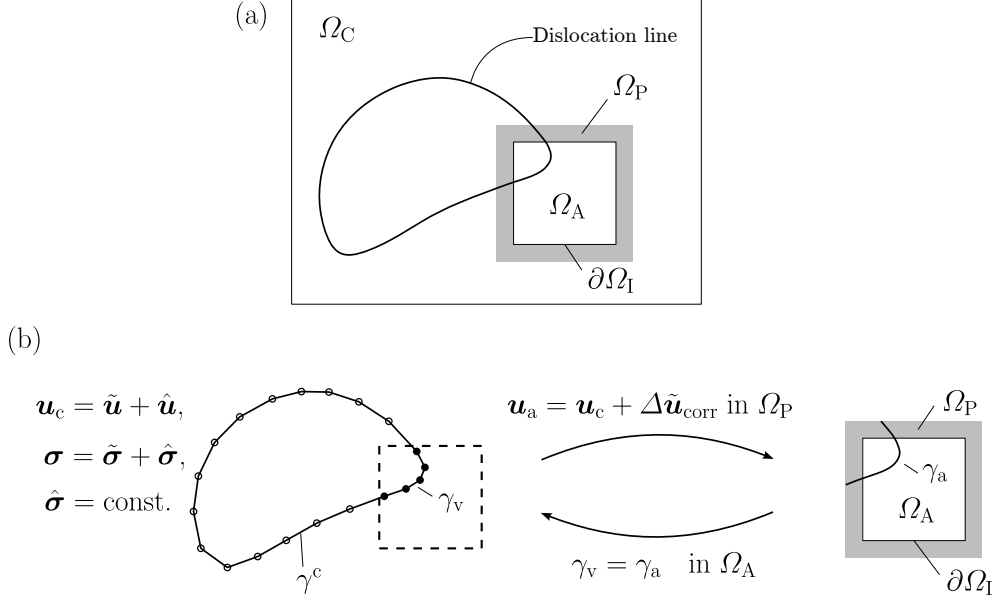 (a)
Ω_C
Dislocation line
Ω_P
Ω_A
∂Ω_I
(b)
u_c = ũ + û,
σ = σ̃ + σ̂,
σ̂ = const.
γ_v
γ^c
u_a = u_c + Δũ_corr in Ω_P
γ_v = γ_a in Ω_A
Ω_P
γ_a
Ω_A
∂Ω_I